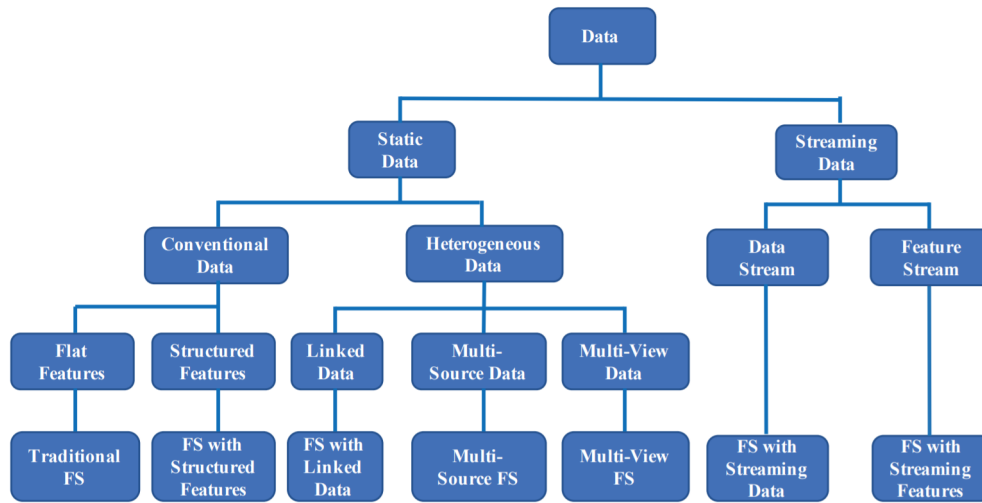 Data
Static
Data
Streaming
Data
Conventional
Data
Heterogeneous
Data
Data
Stream
Feature
Stream
Flat
Features
Structured
Features
Linked
Data
Multi-
Source Data
Multi-View
Data
Traditional
FS
FS with
Structured
Features
FS with
Linked
Data
Multi-
Source FS
Multi-View
FS
FS with
Streaming
Data
FS with
Streaming
Features